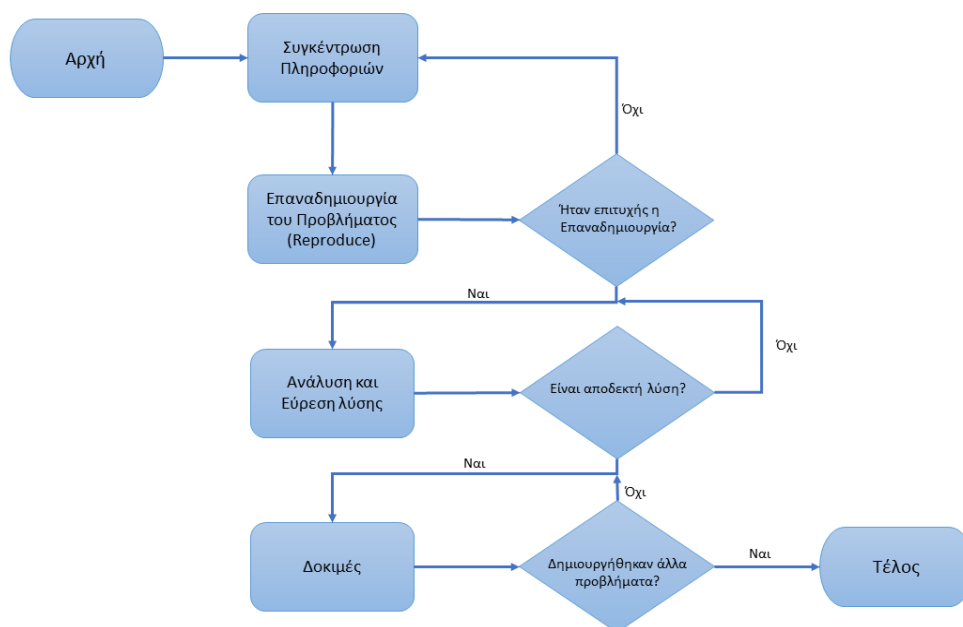 Αρχή
Συγκέντρωση
Πληροφοριών
Όχι
Επαναδημιουργία
του Προβλήματος
(Reproduce)
Ήταν επιτυχής η
Επαναδημιουργία?
Ναι
Όχι
Ανάλυση και
Εύρεση λύσης
Είναι αποδεκτή λύση?
Ναι
Όχι
Δοκιμές
Δημιουργήθηκαν άλλα
προβλήματα?
Ναι
Τέλος